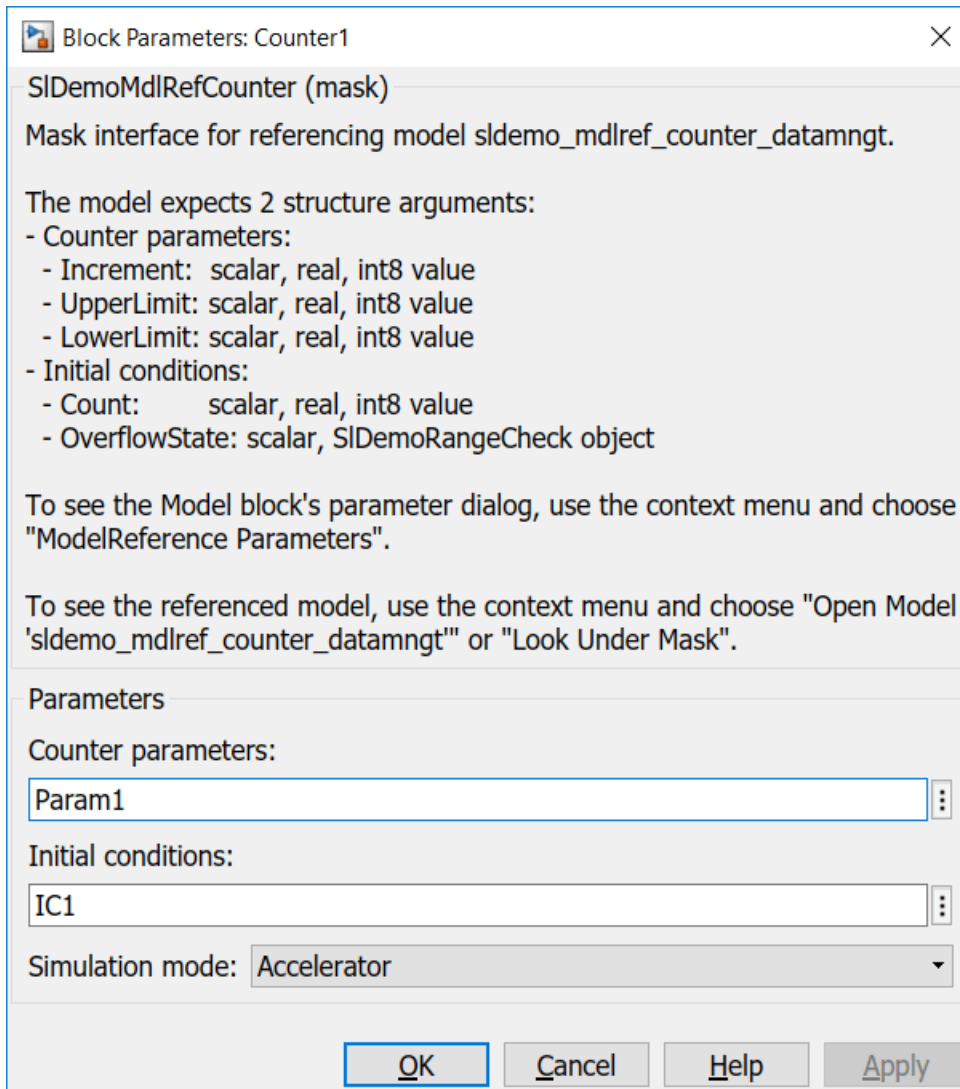 Block Parameters: Counter1
SlDemoMdlRefCounter (mask)
Mask interface for referencing model sldemo_mdlref_counter_datamngt.
The model expects 2 structure arguments:
- Counter parameters:
- Increment: scalar, real, int8 value
- UpperLimit: scalar, real, int8 value
- LowerLimit: scalar, real, int8 value
- Initial conditions:
- Count: scalar, real, int8 value
- OverflowState: scalar, SlDemoRangeCheck object
To see the Model block's parameter dialog, use the context menu and choose
"ModelReference Parameters".
To see the referenced model, use the context menu and choose "Open Model
'sldemo_mdlref_counter_datamngt'" or "Look Under Mask".
Parameters
Counter parameters:
Param1
Initial conditions:
IC1
Simulation mode: Accelerator
OK Cancel Help Apply